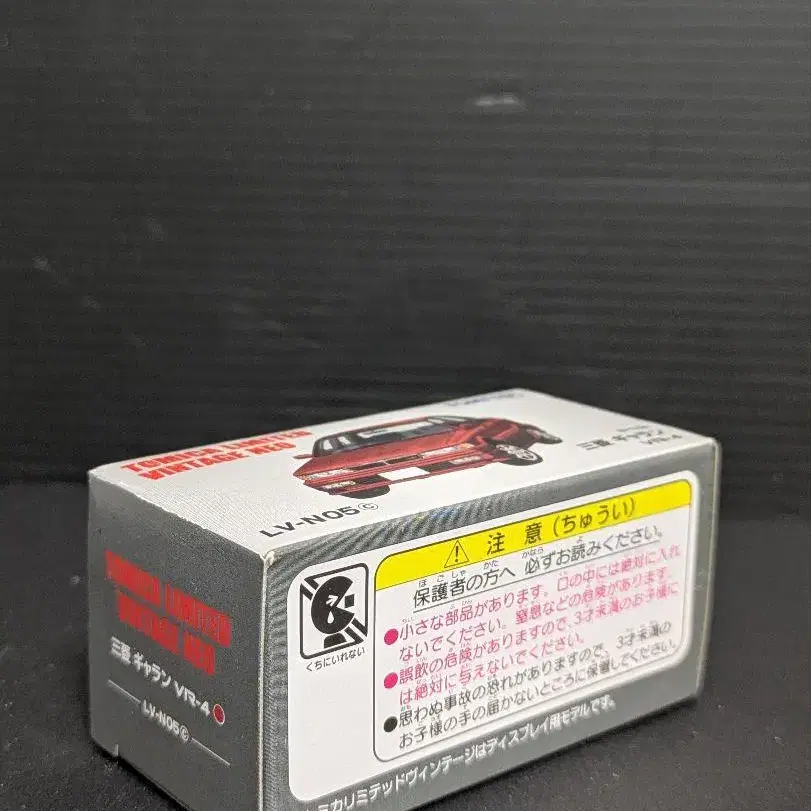 TOMICA LIMITED
VINTAGE NEO
LV-N05©
三菱 ギャラン
VR-4
TOMICA LIMITED
VINTAGE NEO
三菱 ギャラン VR-4
LV-N05©
くちにいれない
注 意 (ちゅうい)
保護者の方へ 必ずお読みください。
●小さな部品があります。口の中には絶対に入れ
ないでください。窒息などの危険があります。
●誤飲の危険がありますので、3才未満のお子様に
は絶対に与えないでください。
●思わぬ事故の恐れがありますので、3才未満の
お子様の手の届かないところに保管してください。
ミカリミテッドヴィンテージはディスプレイ用モデルです。